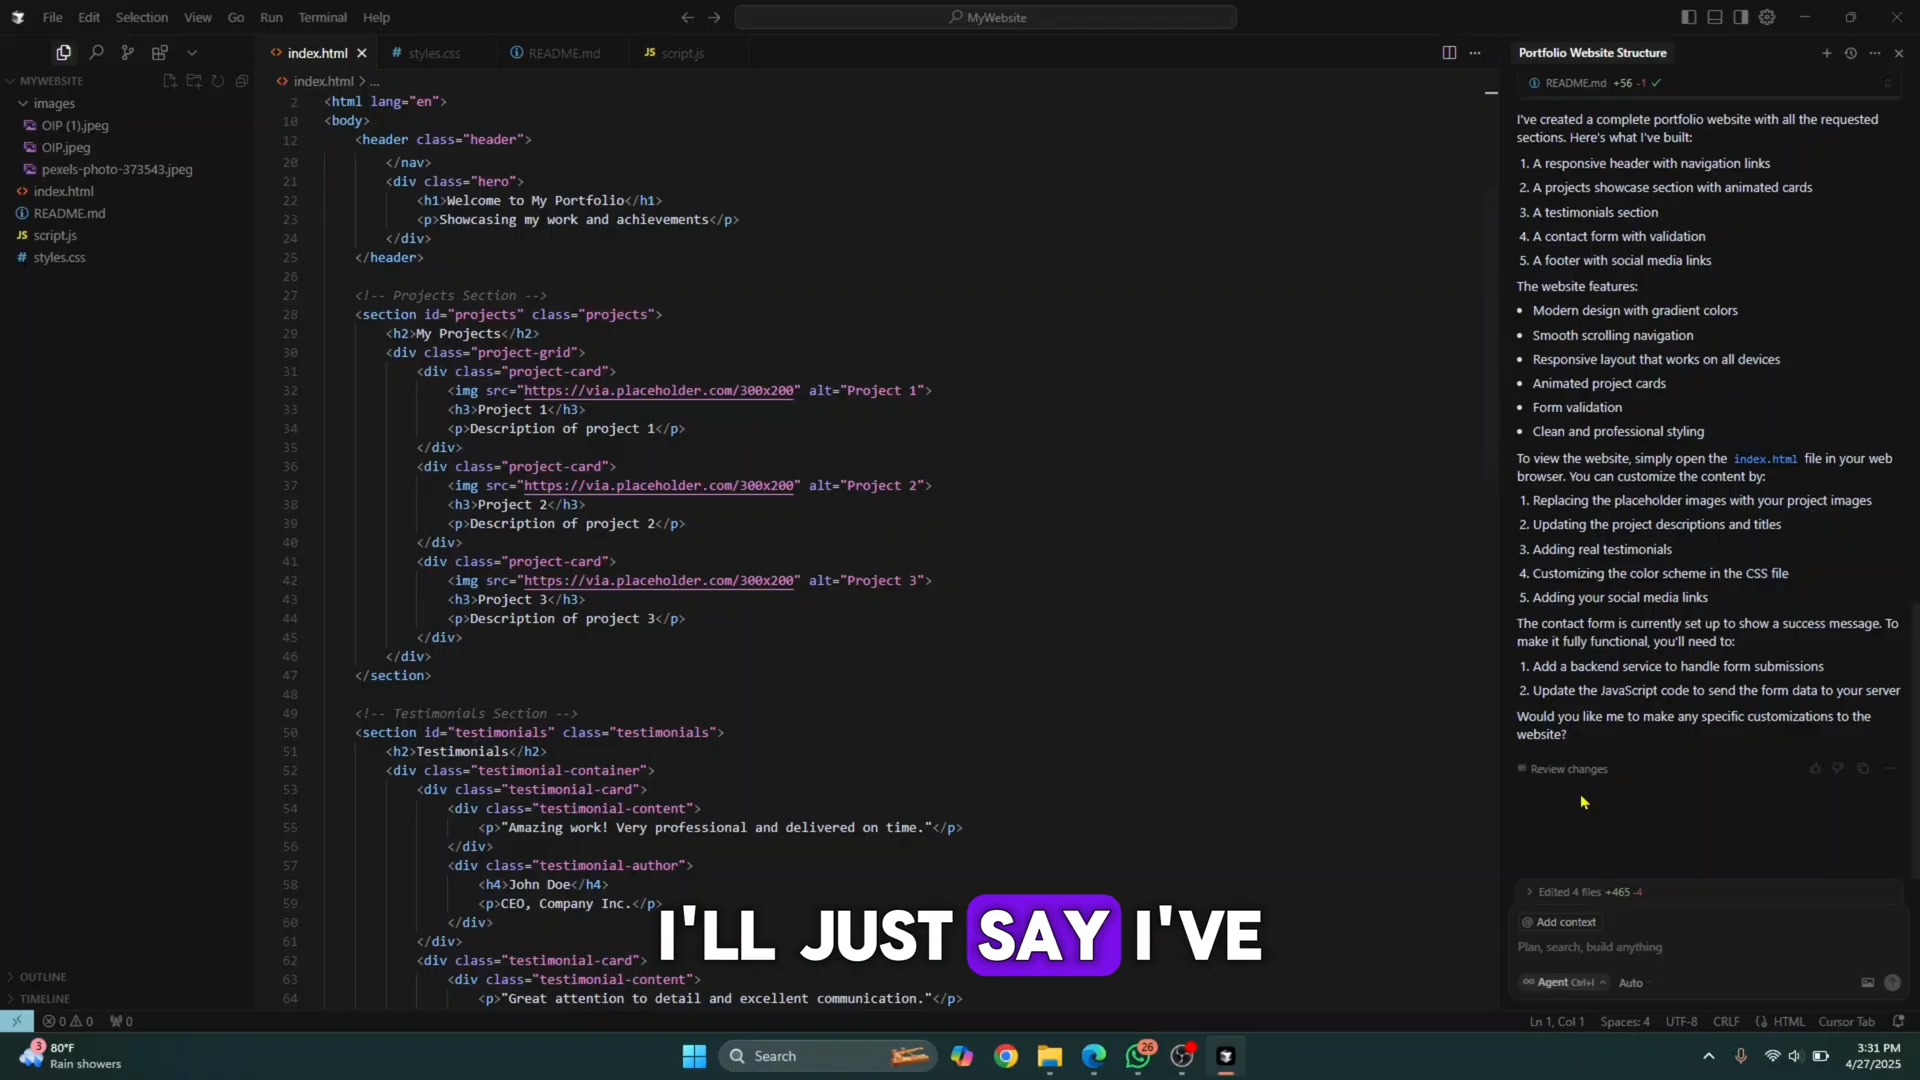 File Edit Selection View Go Run Terminal Help
MyWebsite
index.html
styles.css
README.md
JS script.js
Portfolio Website Structure
MYWEBSITE
images
OIP (1).jpeg
OIP.jpeg
pexels-photo-373543.jpeg
index.html
README.md
JS script.js
# styles.css
OUTLINE
TIMELINE
index.html > ...
2 <html lang="en">
10 <body>
12 <header class="header">
20 </nav>
21 <div class="hero">
22 <h1>Welcome to My Portfolio</h1>
23 <p>Showcasing my work and achievements</p>
24 </div>
25 </header>
26
27 <!-- Projects Section -->
28 <section id="projects" class="projects">
29 <h2>My Projects</h2>
30 <div class="project-grid">
31 <div class="project-card">
32 <img src="https://via.placeholder.com/300x200" alt="Project 1">
33 <h3>Project 1</h3>
34 <p>Description of project 1</p>
35 </div>
36 <div class="project-card">
37 <img src="https://via.placeholder.com/300x200" alt="Project 2">
38 <h3>Project 2</h3>
39 <p>Description of project 2</p>
40 </div>
41 <div class="project-card">
42 <img src="https://via.placeholder.com/300x200" alt="Project 3">
43 <h3>Project 3</h3>
44 <p>Description of project 3</p>
45 </div>
46 </div>
47 </section>
48
49 <!-- Testimonials Section -->
50 <section id="testimonials" class="testimonials">
51 <h2>Testimonials</h2>
52 <div class="testimonial-container">
53 <div class="testimonial-card">
54 <div class="testimonial-content">
55 <p>"Amazing work! Very professional and delivered on time."</p>
56 </div>
57 <div class="testimonial-author">
58 <h4>John Doe</h4>
59 <p>CEO, Company Inc.</p>
60 </div>
61 </div>
62 <div class="testimonial-card">
63 <div class="testimonial-content">
64 <p>"Great attention to detail and excellent communication."</p>
I'LL JUST SAY I'VE
README.md +56 -1
I've created a complete portfolio website with all the requested
sections. Here's what I've built:
1. A responsive header with navigation links
2. A projects showcase section with animated cards
3. A testimonials section
4. A contact form with validation
5. A footer with social media links
The website features:
• Modern design with gradient colors
• Smooth scrolling navigation
• Responsive layout that works on all devices
• Animated project cards
• Form validation
• Clean and professional styling
To view the website, simply open the index.html file in your web
browser. You can customize the content by:
1. Replacing the placeholder images with your project images
2. Updating the project descriptions and titles
3. Adding real testimonials
4. Customizing the color scheme in the CSS file
5. Adding your social media links
The contact form is currently set up to show a success message. To
make it fully functional, you'll need to:
1. Add a backend service to handle form submissions
2. Update the JavaScript code to send the form data to your server
Would you like me to make any specific customizations to the
website?
Review changes
Edited 4 files +465 -4
@ Add context
Plan, search, build anything
Agent Ctrl+I Auto
0 0 0
Ln 1, Col 1 Spaces: 4 UTF-8 CRLF {} HTML Cursor Tab
3
80°F
Rain showers
Search
26
3:31 PM
4/27/2025